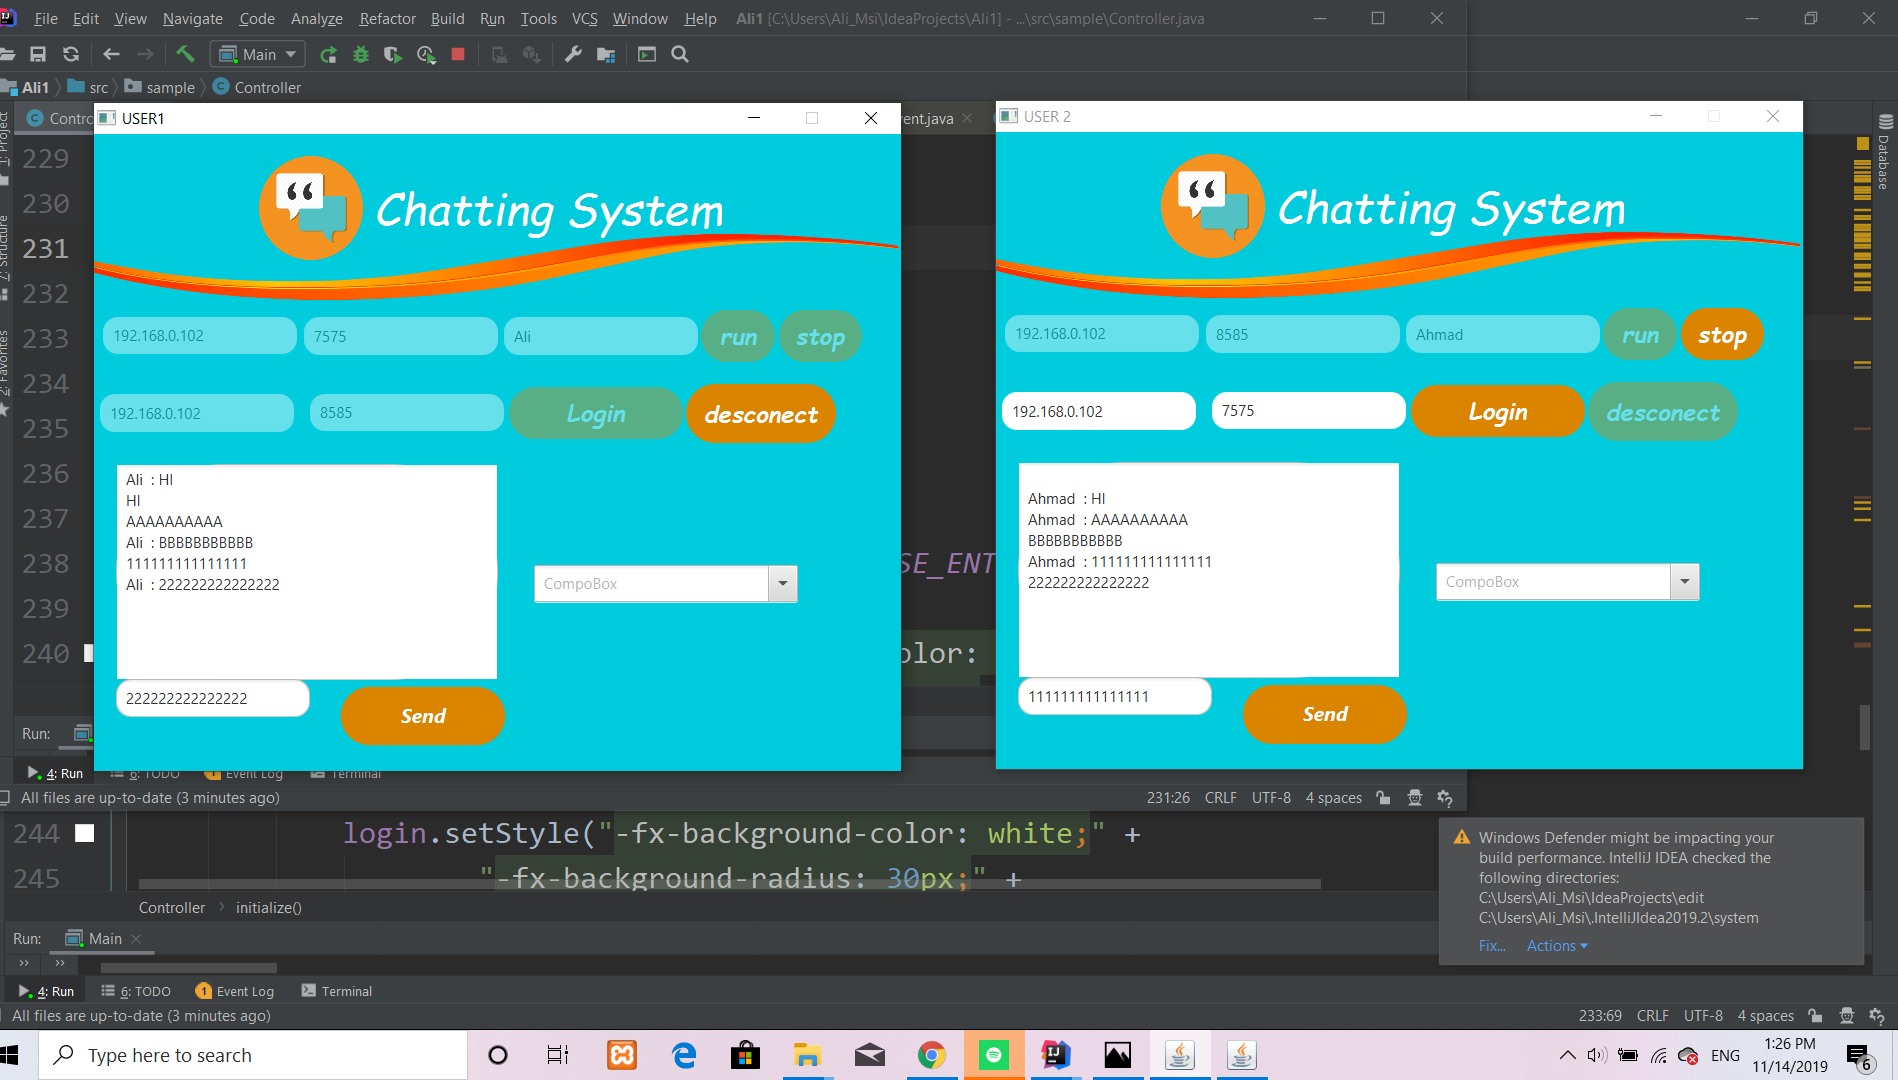 File Edit View Navigate Code Analyze Refactor Build Run Tools VCS Window Help Ali1 [C:\Users\Ali_Msi\IdeaProjects\Ali1] - ...\src\sample\Controller.java
Main
Ali1 src sample Controller
Contro
ent.java
1: Project
7: Structure
2: Favorites
Database
229
230
231
232
233
234
235
236
237
238
239
240
SE_ENT
olor:
USER1
Chatting System
192.168.0.102 7575 Ali run stop
192.168.0.102 8585 Login desconect
Ali : HI
HI
AAAAAAAAAA
Ali : BBBBBBBBBBB
111111111111111
Ali : 222222222222222
CompoBox
222222222222222
Send
USER 2
Chatting System
192.168.0.102 8585 Ahmad run stop
192.168.0.102 7575 Login desconect
Ahmad : HI
Ahmad : AAAAAAAAAA
BBBBBBBBBBB
Ahmad : 111111111111111
222222222222222
CompoBox
111111111111111
Send
Run:
4: Run 6: TODO Event Log Terminal
All files are up-to-date (3 minutes ago) 231:26 CRLF UTF-8 4 spaces
244 login.setStyle("-fx-background-color: white;" +
245 "-fx-background-radius: 30px;" +
Controller initialize()
Run: Main
Windows Defender might be impacting your
build performance. IntelliJ IDEA checked the
following directories:
C:\Users\Ali_Msi\IdeaProjects\edit
C:\Users\Ali_Msi\.IntelliJIdea2019.2\system
Fix... Actions
4: Run 6: TODO 1 Event Log Terminal
All files are up-to-date (3 minutes ago) 233:69 CRLF UTF-8 4 spaces
Type here to search
ENG
1:26 PM
11/14/2019
6